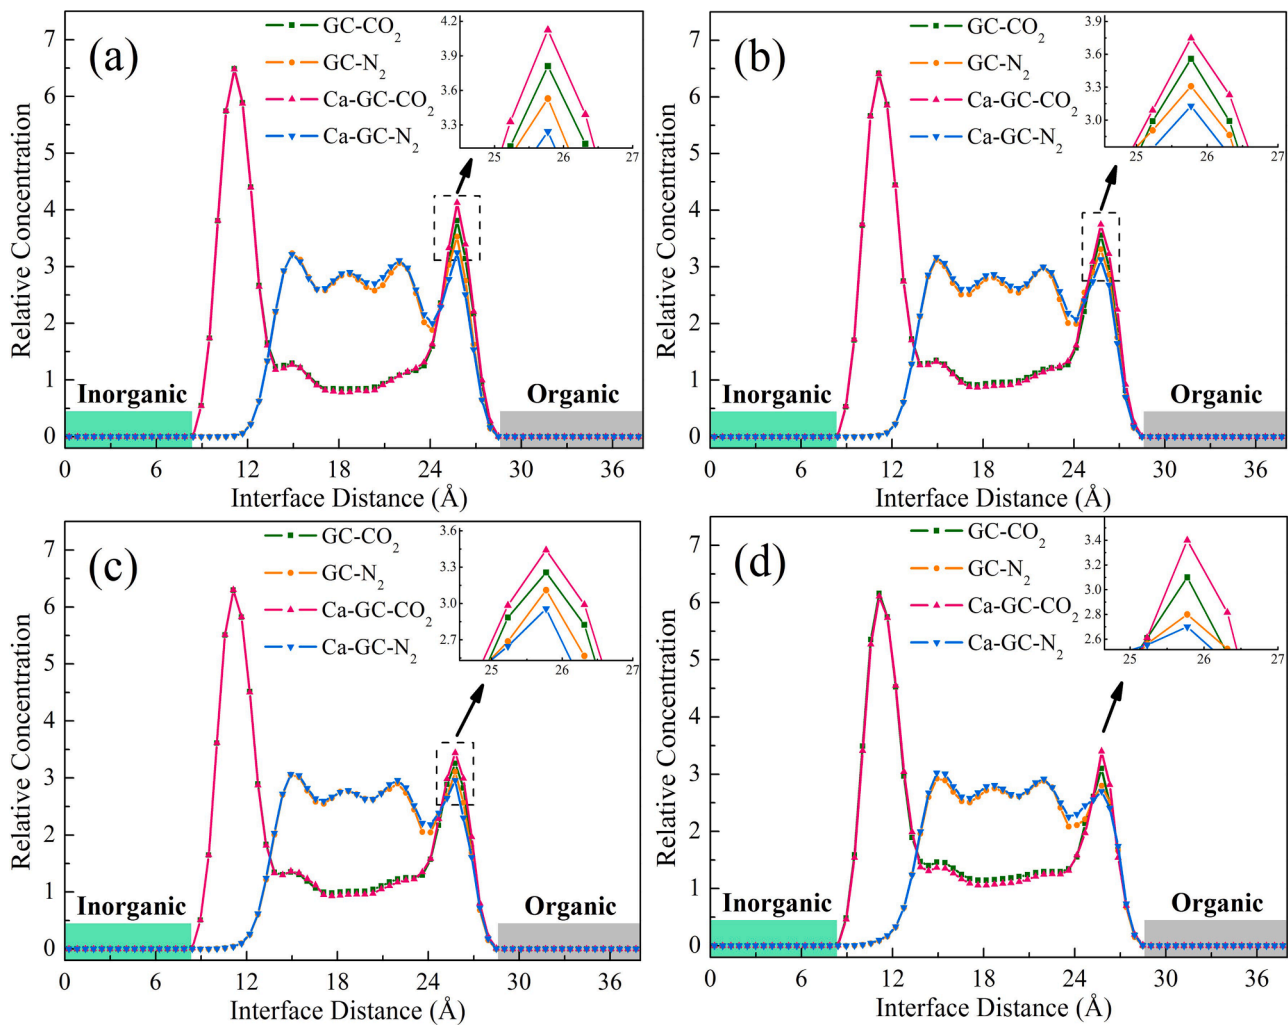 (a)
GC-CO2
GC-N2
Ca-GC-CO2
Ca-GC-N2
4.2
3.9
3.6
3.3
25 26 27
7
6
5
4
3
2
1
0
Relative Concentration
Inorganic
Organic
0 6 12 18 24 30 36
Interface Distance (Å)
(b)
GC-CO2
GC-N2
Ca-GC-CO2
Ca-GC-N2
3.9
3.6
3.3
3.0
25 26 27
7
6
5
4
3
2
1
0
Relative Concentration
Inorganic
Organic
0 6 12 18 24 30 36
Interface Distance (Å)
(c)
GC-CO2
GC-N2
Ca-GC-CO2
Ca-GC-N2
3.6
3.3
3.0
2.7
25 26 27
7
6
5
4
3
2
1
0
Relative Concentration
Inorganic
Organic
0 6 12 18 24 30 36
Interface Distance (Å)
(d)
GC-CO2
GC-N2
Ca-GC-CO2
Ca-GC-N2
3.4
3.2
3.0
2.8
2.6
25 26 27
7
6
5
4
3
2
1
0
Relative Concentration
Inorganic
Organic
0 6 12 18 24 30 36
Interface Distance (Å)